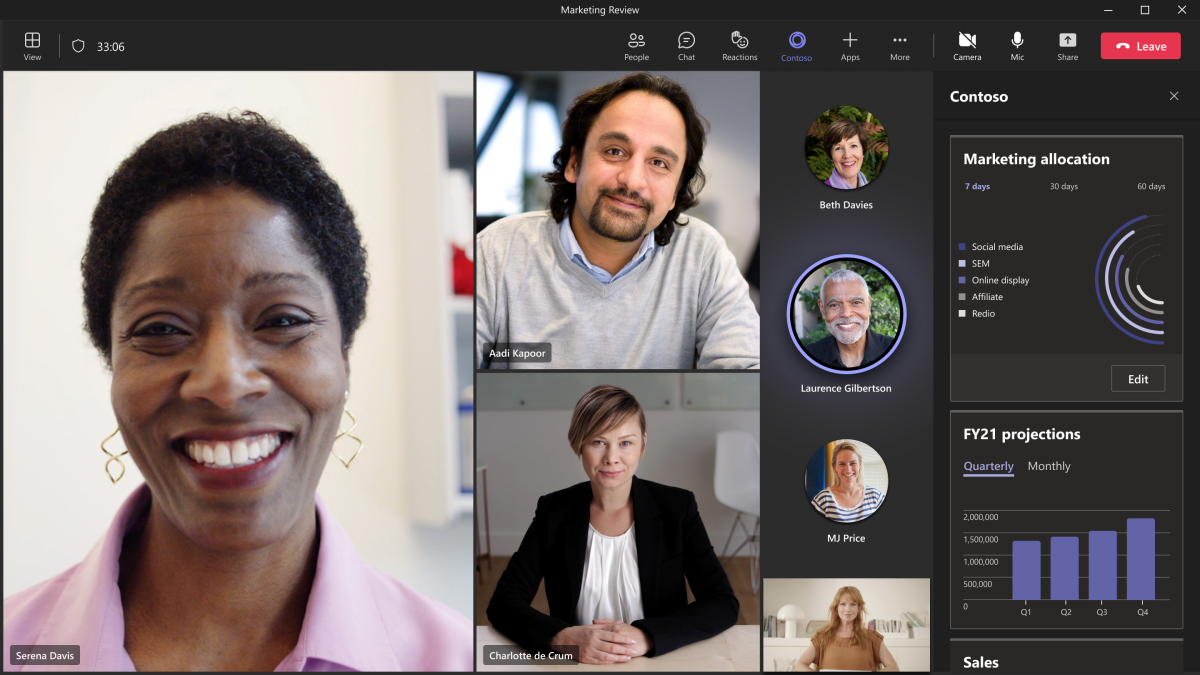 Marketing Review
View
33:06
People
Chat
Reactions
Contoso
Apps
More
Camera
Mic
Share
Leave
Serena Davis
Aadi Kapoor
Charlotte de Crum
Beth Davies
Laurence Gilbertson
MJ Price
Contoso
Marketing allocation
7 days 30 days 60 days
Social media
SEM
Online display
Affiliate
Redio
Edit
FY21 projections
Quarterly Monthly
2,000,000
1,500,000
1,000,000
500,000
0
Q1 Q2 Q3 Q4
Sales